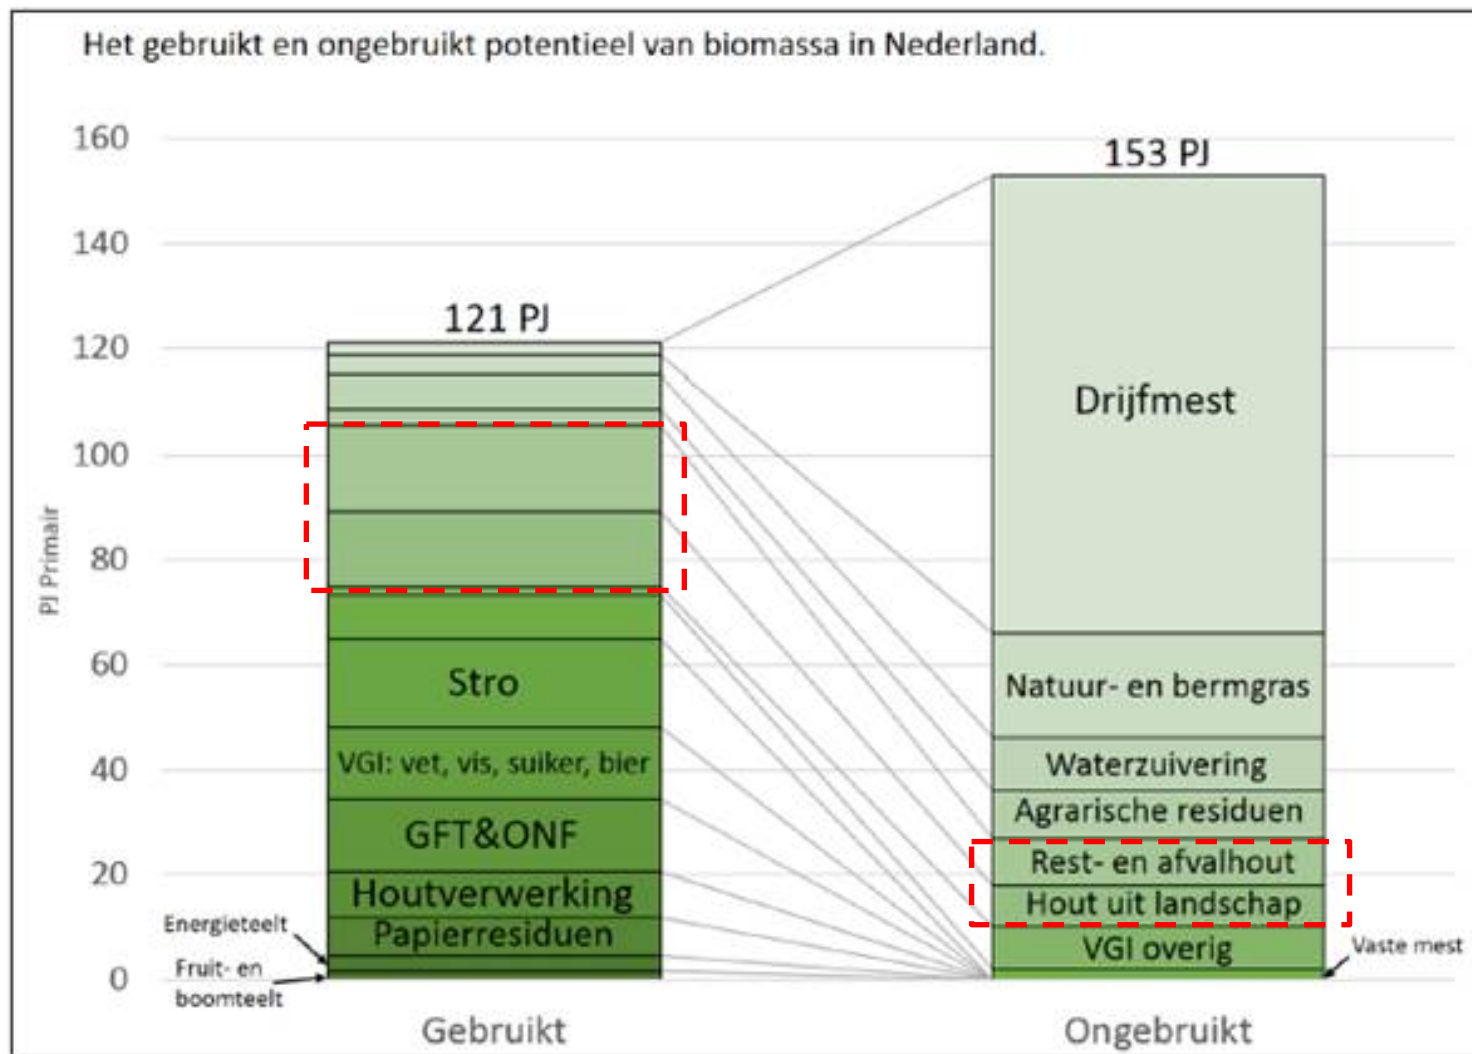 Het gebruikt en ongebruikt potentieel van biomassa in Nederland.
160
140
120
100
80
60
40
20
0
PJ Primair
121 PJ
Stro
VGI: vet, vis, suiker, bier
GFT&ONF
Houtverwerking
Papierresiduen
Energieteelt
Fruit- en
boomteelt
Gebruikt
153 PJ
Drijfmest
Natuur- en bermgras
Waterzuivering
Agrarische residuen
Rest- en afvalhout
Hout uit landschap
VGI overig
Vaste mest
Ongebruikt